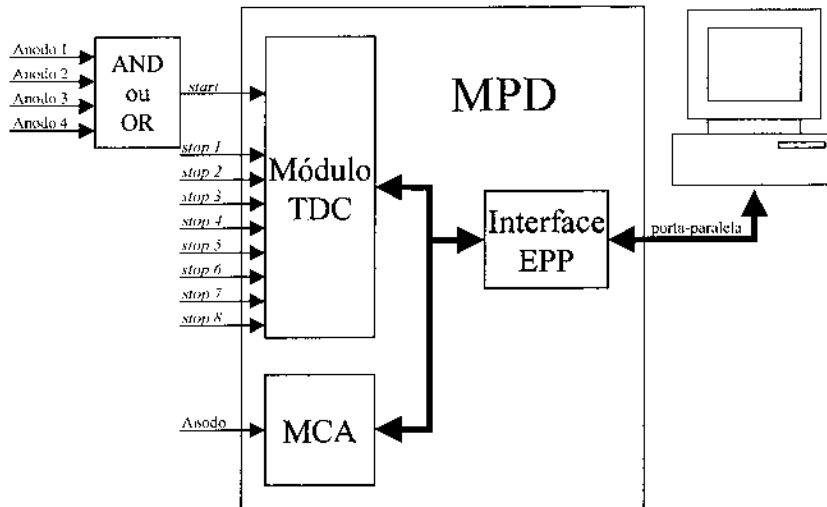 Anodo 1
Anodo 2
Anodo 3
Anodo 4
AND
ou
OR
start
stop 1
stop 2
stop 3
stop 4
stop 5
stop 6
stop 7
stop 8
Módulo
TDC
MPD
Interface
EPP
porta-paralela
Anodo
MCA